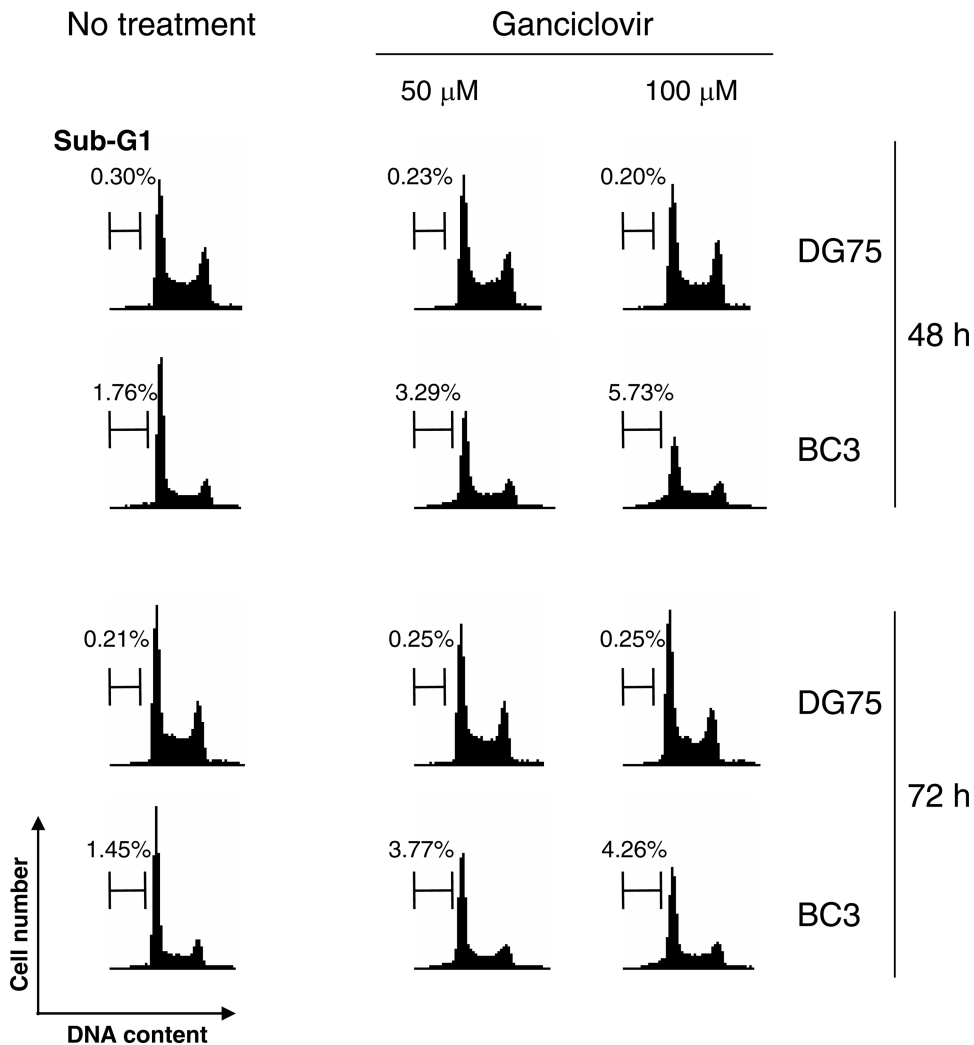 No treatment
Ganciclovir
50 μM
100 μM
Sub-G1
0.30%
0.23%
0.20%
DG75
48 h
1.76%
3.29%
5.73%
BC3
0.21%
0.25%
0.25%
DG75
72 h
1.45%
3.77%
4.26%
BC3
Cell number
DNA content